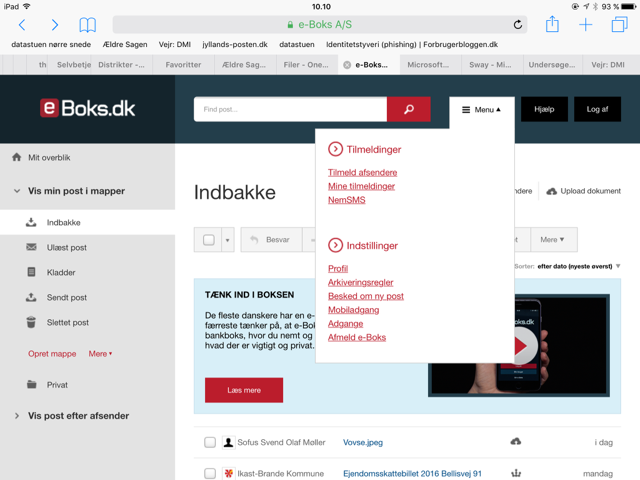 iPad 10.10 93 %
e-Boks A/S
datastuen nørre snede Ældre Sagen Vejr: DMI jyllands-posten.dk datastuen Identitetstyveri (phishing) | Forbrugerbloggen.dk
th Selvbetje Distrikter -... Favoritter Ældre Sag... Filer - One... e-Boks... Microsoft... Sway - Mi... Undersøge... Vejr: DMI
e Boks.dk
Find post...
Menu
Hjælp
Log af
Mit overblik
Vis min post i mapper
Indbakke
Ulæst post
Kladder
Sendt post
Slettet post
Opret mappe Mere
Privat
Vis post efter afsender
Tilmeldinger
Tilmeld afsendere
Mine tilmeldinger
NemSMS
Indstillinger
Profil
Arkiveringsregler
Besked om ny post
Mobiladgang
Adgange
Afmeld e-Boks
Indbakke
ndere Upload dokument
Besvar
et Mere
Sorter: efter dato (nyeste øverst)
TÆNK IND I BOKSEN
De fleste danskere har en e-
færreste tænker på, at e-Bok
bankboks, hvor du nemt og
hvad der er vigtigt og privat.
Læs mere
oks.dk
Sofus Svend Olaf Møller Vovse.jpeg i dag
Ikast-Brande Kommune Ejendomsskattebillet 2016 Bellisvej 91 mandag